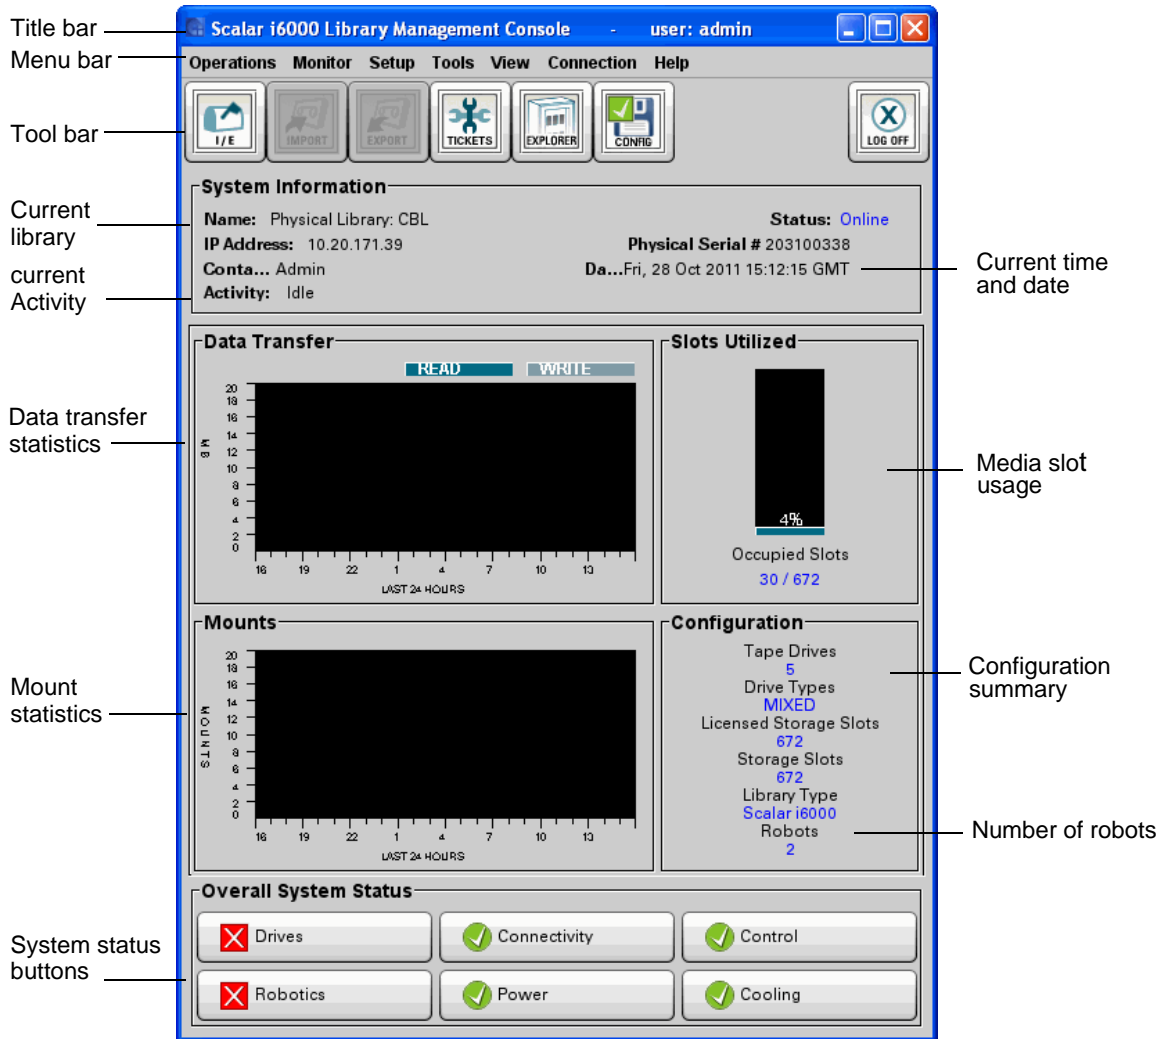 Title bar
Scalar i6000 Library Management Console - user: admin
Menu bar
Operations Monitor Setup Tools View Connection Help
Tool bar
I/E
IMPORT
EXPORT
TICKETS
EXPLORER
CONFIG
X
LOG OFF
System Information
Current library
Name: Physical Library: CBL
Status: Online
IP Address: 10.20.171.39
Physical Serial # 203100338
current Activity
Conta... Admin
Da...Fri, 28 Oct 2011 15:12:15 GMT
Current time and date
Activity: Idle
Data Transfer
READ WRITE
Data transfer statistics
MB
20
18
16
14
12
10
8
6
4
2
0
16 19 22 1 4 7 10 13
LAST 24 HOURS
Slots Utilized
4%
Media slot usage
Occupied Slots
30 / 672
Mounts
Mount statistics
MOUNTS
20
18
16
14
12
10
8
6
4
2
0
16 19 22 1 4 7 10 13
LAST 24 HOURS
Configuration
Tape Drives
5
Drive Types
MIXED
Licensed Storage Slots
672
Storage Slots
672
Library Type
Scalar i6000
Robots
2
Configuration summary
Number of robots
Overall System Status
System status buttons
Drives Connectivity Control
Robotics Power Cooling